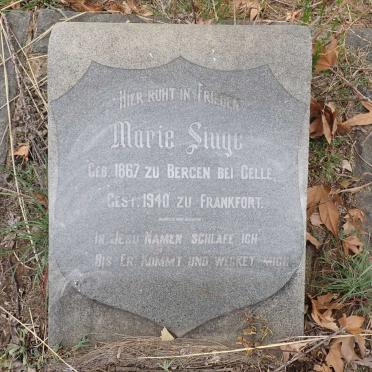 HIER RUHT IN FRIEDEN
Marie Singe
GEB. 1867 ZU BERGEN BEI CELLE,
GEST. 1940 ZU FRANKFORT.
IN JESU NAMEN SCHLAFE ICH
BIS ER KOMMT UND WECKET MICH